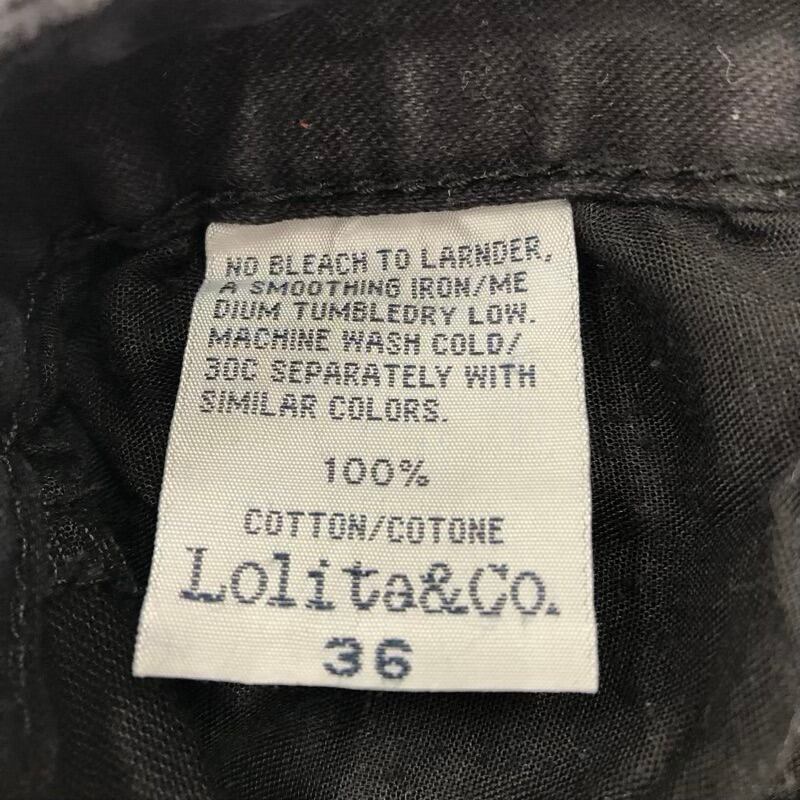 NO BLEACH TO LARNDER,
A SMOOTHING IRON/ME
DIUM TUMBLEDRY LOW.
MACHINE WASH COLD/
30C SEPARATELY WITH
SIMILAR COLORS.
100%
COTTON/COTONE
Lolita&Co.
36